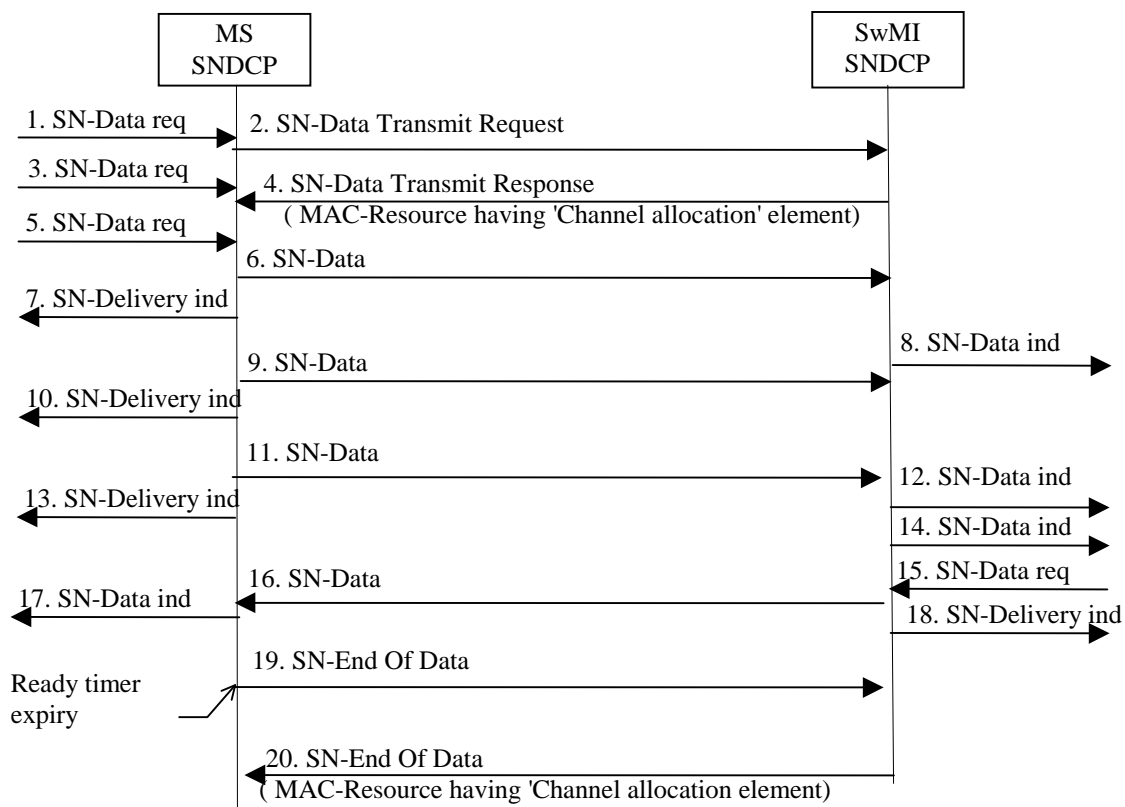 MS
SNDCP
SwMI
SNDCP
1. SN-Data req
2. SN-Data Transmit Request
3. SN-Data req
4. SN-Data Transmit Response
( MAC-Resource having 'Channel allocation' element)
5. SN-Data req
6. SN-Data
7. SN-Delivery ind
8. SN-Data ind
9. SN-Data
10. SN-Delivery ind
11. SN-Data
12. SN-Data ind
13. SN-Delivery ind
14. SN-Data ind
15. SN-Data req
16. SN-Data
17. SN-Data ind
18. SN-Delivery ind
19. SN-End Of Data
Ready timer
expiry
20. SN-End Of Data
( MAC-Resource having 'Channel allocation element)